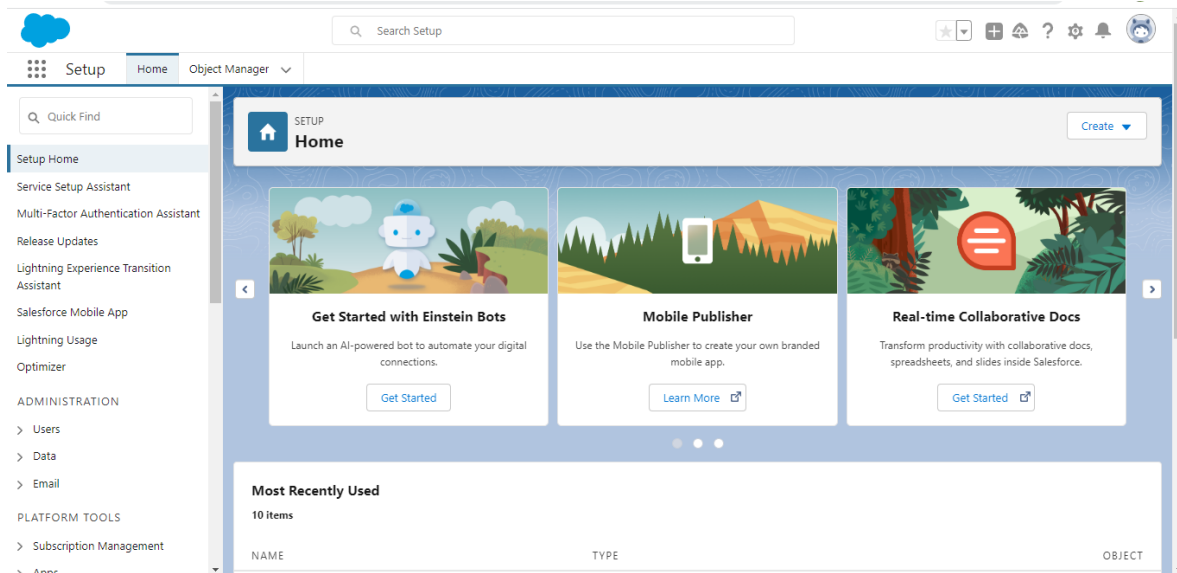 Search Setup
?
Setup
Home
Object Manager
Quick Find
Setup Home
Service Setup Assistant
Multi-Factor Authentication Assistant
Release Updates
Lightning Experience Transition
Assistant
Salesforce Mobile App
Lightning Usage
Optimizer
ADMINISTRATION
Users
Data
Email
PLATFORM TOOLS
Subscription Management
Apps
SETUP
Home
Create
Get Started with Einstein Bots
Launch an AI-powered bot to automate your digital
connections.
Get Started
Mobile Publisher
Use the Mobile Publisher to create your own branded
mobile app.
Learn More
Real-time Collaborative Docs
Transform productivity with collaborative docs,
spreadsheets, and slides inside Salesforce.
Get Started
Most Recently Used
10 items
NAME TYPE OBJECT